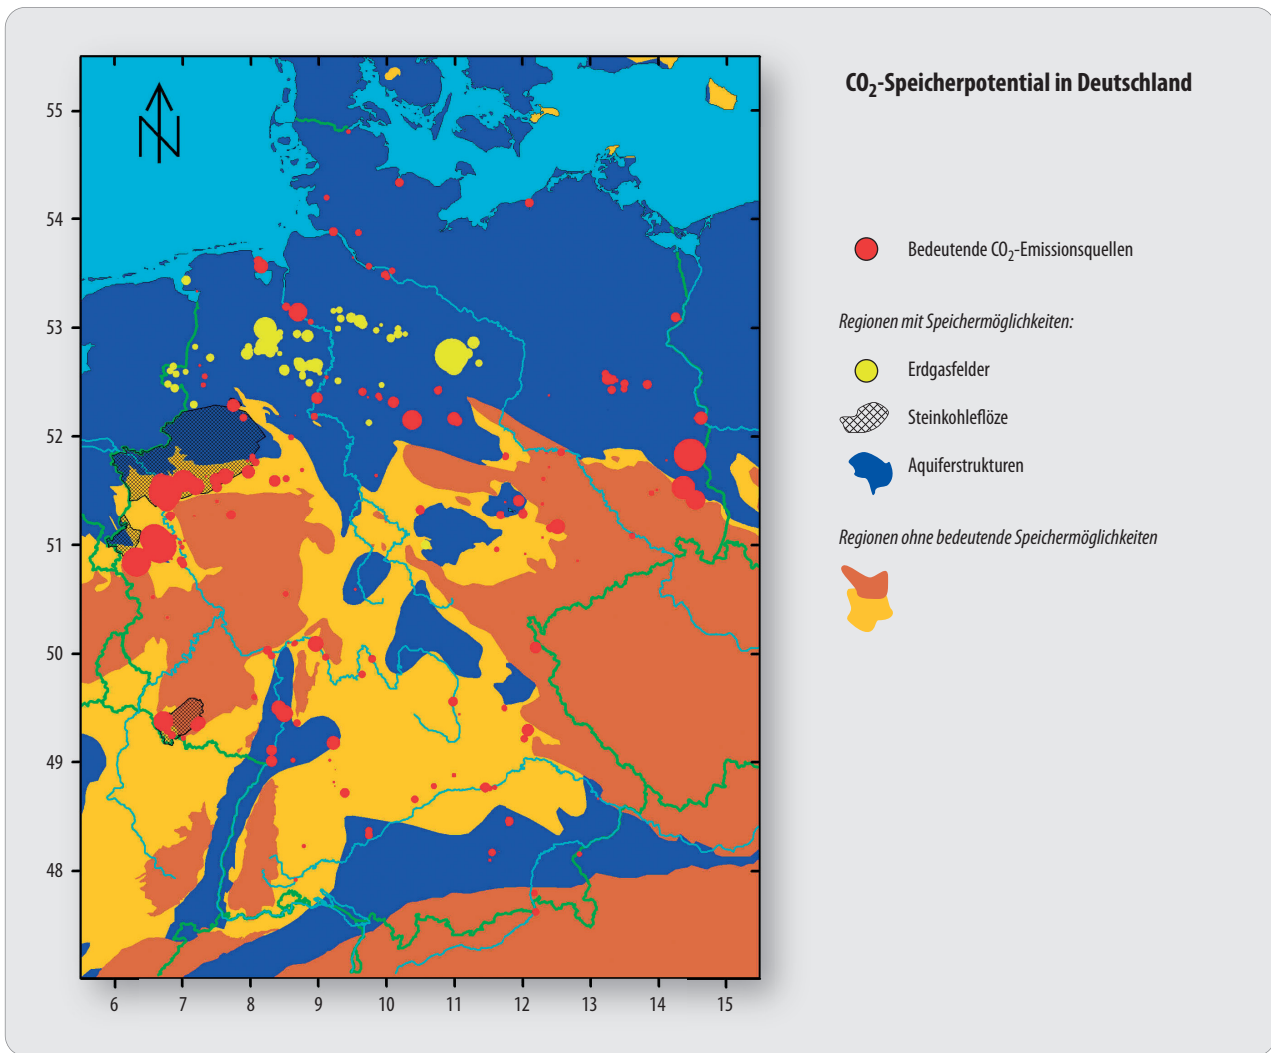 CO₂-Speicherpotential in Deutschland
N
Bedeutende CO₂-Emissionsquellen
Regionen mit Speichermöglichkeiten:
Erdgasfelder
Steinkohleflöze
Aquiferstrukturen
Regionen ohne bedeutende Speichermöglichkeiten
55
54
53
52
51
50
49
48
6 7 8 9 10 11 12 13 14 15